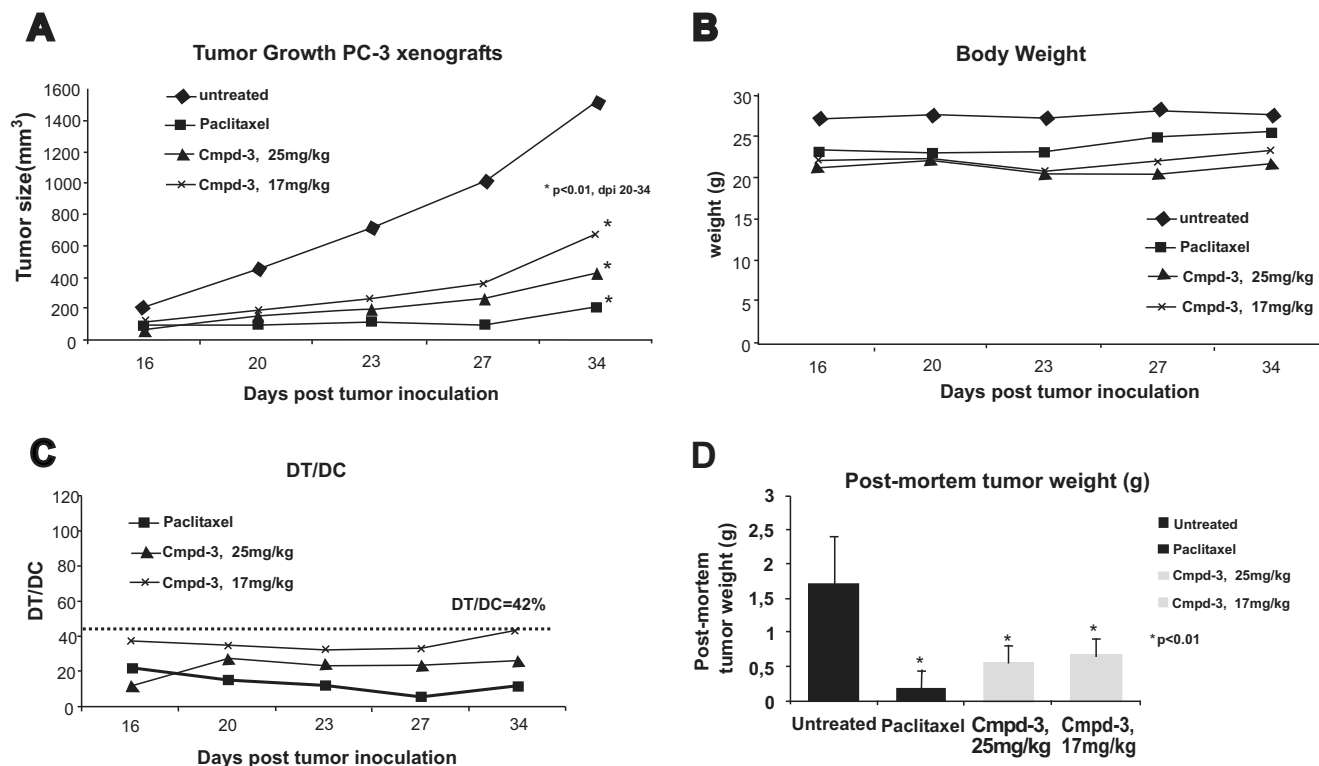 A
Tumor Growth PC-3 xenografts
Tumor size(mm³)
1600
1400
1200
1000
800
600
400
200
0
untreated
Paclitaxel
Cmpd-3, 25mg/kg
Cmpd-3, 17mg/kg
* p<0.01, dpi 20-34
*
*
*
16 20 23 27 34
Days post tumor inoculation
B
Body Weight
weight (g)
30
25
20
15
10
5
0
untreated
Paclitaxel
Cmpd-3, 25mg/kg
Cmpd-3, 17mg/kg
16 20 23 27 34
Days post tumor inoculation
C
DT/DC
DT/DC
120
100
80
60
40
20
0
Paclitaxel
Cmpd-3, 25mg/kg
Cmpd-3, 17mg/kg
DT/DC=42%
16 20 23 27 34
Days post tumor inoculation
D
Post-mortem tumor weight (g)
Post-mortem
tumor weight (g)
3
2,5
2
1,5
1
0,5
0
*
*
*
Untreated
Paclitaxel
Cmpd-3, 25mg/kg
Cmpd-3, 17mg/kg
*p<0.01
Untreated Paclitaxel Cmpd-3, Cmpd-3,
25mg/kg 17mg/kg